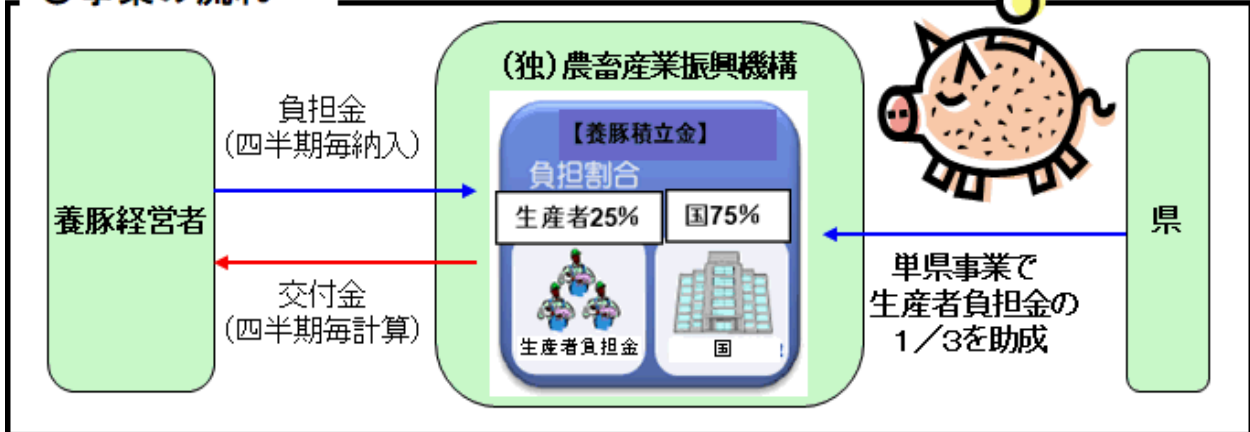 (独)農畜産業振興機構
【養豚積立金】
負担割合
生産者25%
国75%
生産者負担金
国
養豚経営者
負担金
(四半期毎納入)
交付金
(四半期毎計算)
県
単県事業で
生産者負担金の
1/3を助成